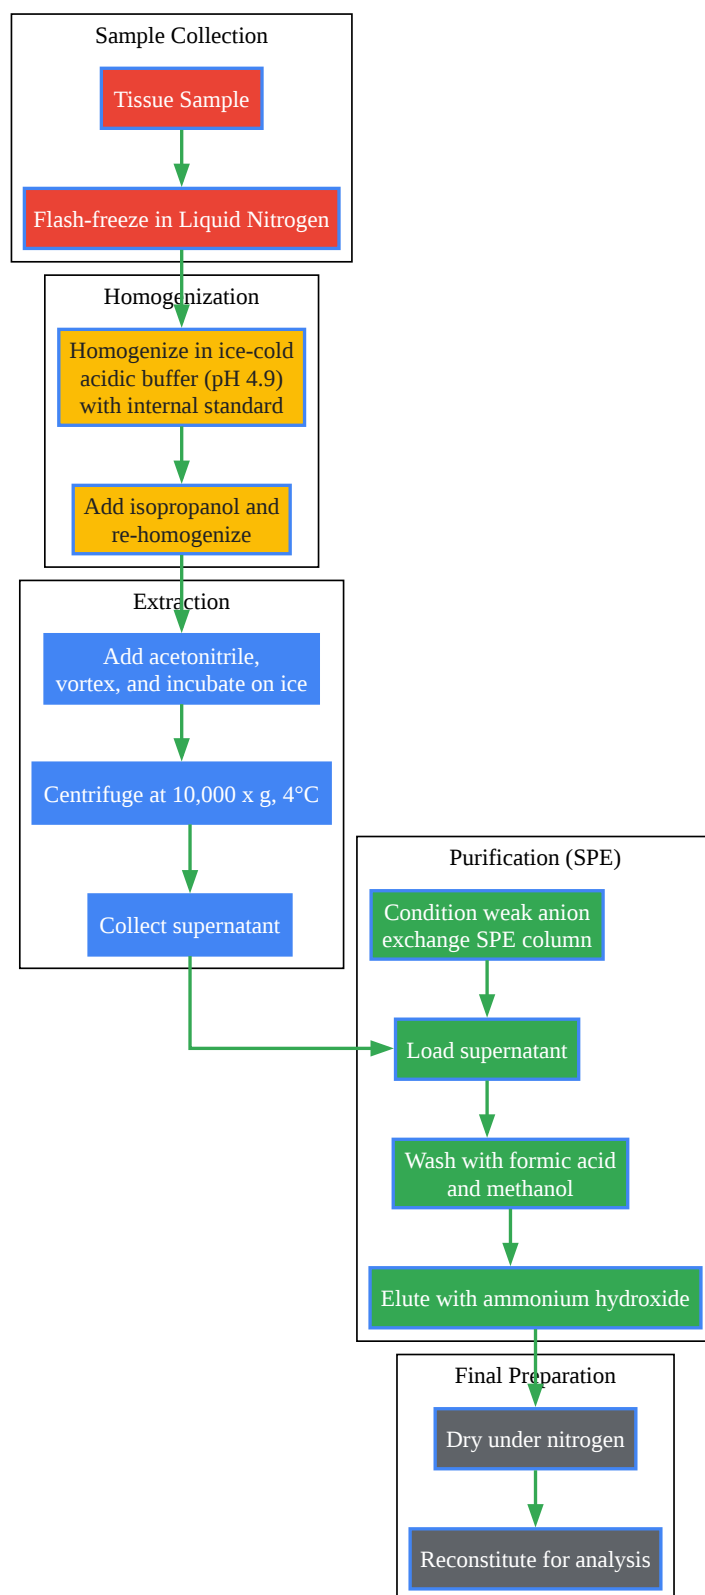 Sample Collection
Tissue Sample
Flash-freeze in Liquid Nitrogen
Homogenization
Homogenize in ice-cold
acidic buffer (pH 4.9)
with internal standard
Add isopropanol and
re-homogenize
Extraction
Add acetonitrile,
vortex, and incubate on ice
Centrifuge at 10,000 x g, 4°C
Collect supernatant
Purification (SPE)
Condition weak anion
exchange SPE column
Load supernatant
Wash with formic acid
and methanol
Elute with ammonium hydroxide
Final Preparation
Dry under nitrogen
Reconstitute for analysis